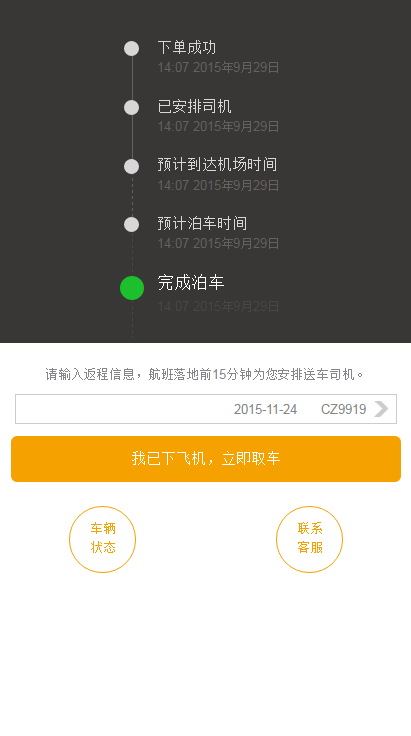 下单成功
14:07 2015年9月29日
已安排司机
14:07 2015年9月29日
预计到达机场时间
14:07 2015年9月29日
预计泊车时间
14:07 2015年9月29日
完成泊车
14:07 2015年9月29日
请输入返程信息，航班落地前15分钟为您安排送车司机。
2015-11-24 CZ9919
我已下飞机，立即取车
车辆
状态
联系
客服